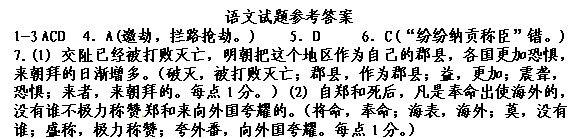 语文试题参考答案
1-3 ACD 4. A(邀劫，拦路抢劫。) 5. D 6. C(“纷纷纳贡称臣”错。)
7. (1) 交阯已经被打败灭亡，明朝把这个地区作为自己的郡县，各国更加恐惧，
来朝拜的日渐增多。(破灭，被打败灭亡；郡县，作为郡县；益，更加；震詟，
恐惧；来者，来朝拜的。每点1分。) (2) 自郑和死后，凡是奉命出使海外的，
没有谁不极力称赞郑和来向外国夸耀的。(将命，奉命；海表，海外；莫，没有
谁；盛称，极力称赞；夸外番，向外国夸耀。每点1分。)